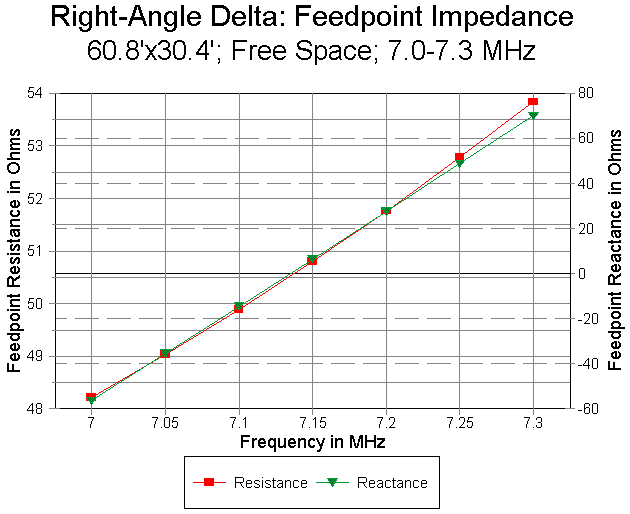 Right-Angle Delta: Feedpoint Impedance
60.8'x30.4'; Free Space; 7.0-7.3 MHz
54
53
52
51
50
49
48
Feedpoint Resistance in Ohms
80
60
40
20
0
-20
-40
-60
Feedpoint Reactance in Ohms
7 7.05 7.1 7.15 7.2 7.25 7.3
Frequency in MHz
Resistance Reactance